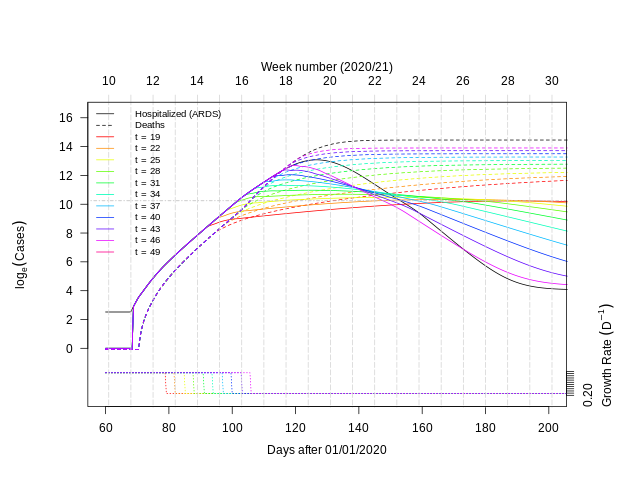 Week number (2020/21)
10 12 14 16 18 20 22 24 26 28 30
16
14
12
10
8
6
4
2
0
logₑ(Cases)
Hospitalized (ARDS)
Deaths
t = 19
t = 22
t = 25
t = 28
t = 31
t = 34
t = 37
t = 40
t = 43
t = 46
t = 49
0.20
Growth Rate (D⁻¹)
60 80 100 120 140 160 180 200
Days after 01/01/2020